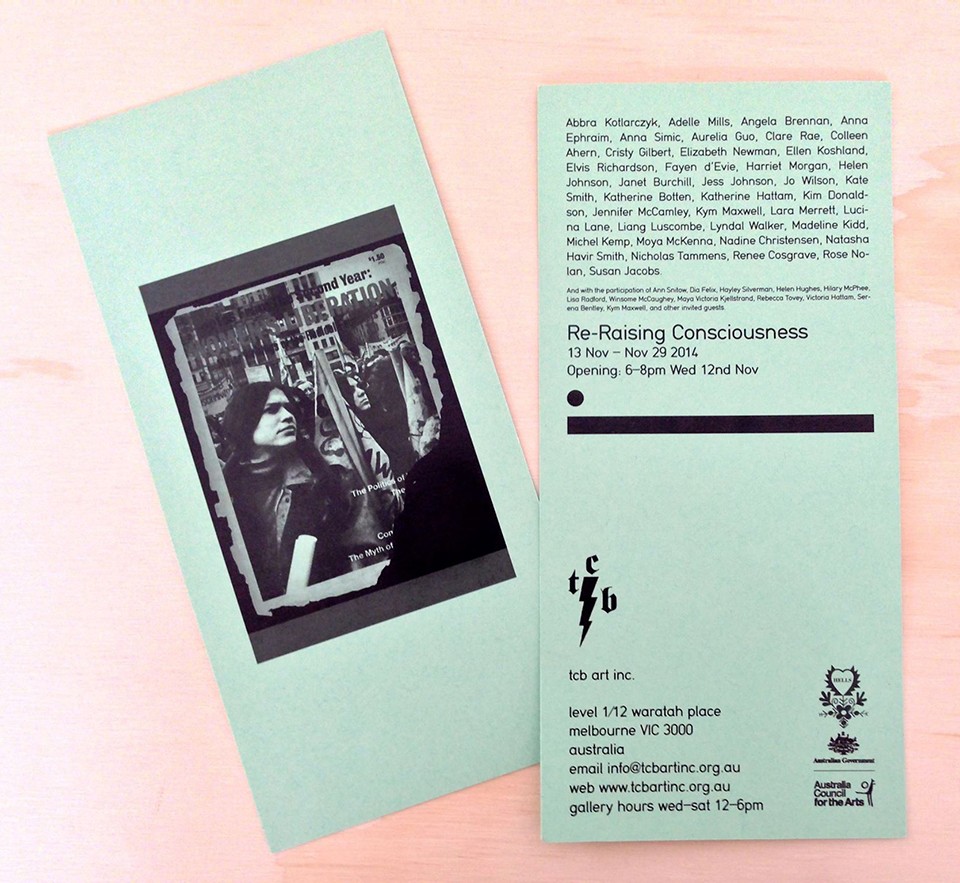 $1.50
Second Year:
LIBERATION
The Politics of
The
Con
The Myth of
Abbra Kotlarczyk, Adelle Mills, Angela Brennan, Anna
Ephraim, Anna Simic, Aurelia Guo, Clare Rae, Colleen
Ahern, Cristy Gilbert, Elizabeth Newman, Ellen Koshland,
Elvis Richardson, Fayen d'Evie, Harriet Morgan, Helen
Johnson, Janet Burchill, Jess Johnson, Jo Wilson, Kate
Smith, Katherine Botten, Katherine Hattam, Kim Donald-
son, Jennifer McCamley, Kym Maxwell, Lara Merrett, Luci-
na Lane, Liang Luscombe, Lyndal Walker, Madeline Kidd,
Michel Kemp, Moya McKenna, Nadine Christensen, Natasha
Havir Smith, Nicholas Tammens, Renee Cosgrave, Rose No-
lan, Susan Jacobs.
And with the participation of Ann Snitow, Dia Felix, Hayley Silverman, Helen Hughes, Hilary McPhee,
Lisa Radford, Winsome McCaughey, Maya Victoria Kjellstrand, Rebecca Tovey, Victoria Hattam, Ser-
ena Bentley, Kym Maxwell, and other invited guests.
Re-Raising Consciousness
13 Nov – Nov 29 2014
Opening: 6–8pm Wed 12th Nov
tcb
tcb art inc.
level 1/12 waratah place
melbourne VIC 3000
australia
email info@tcbartinc.org.au
web www.tcbartinc.org.au
gallery hours wed–sat 12–6pm
HELLS
Australian Government
Australia
Council
for the Arts